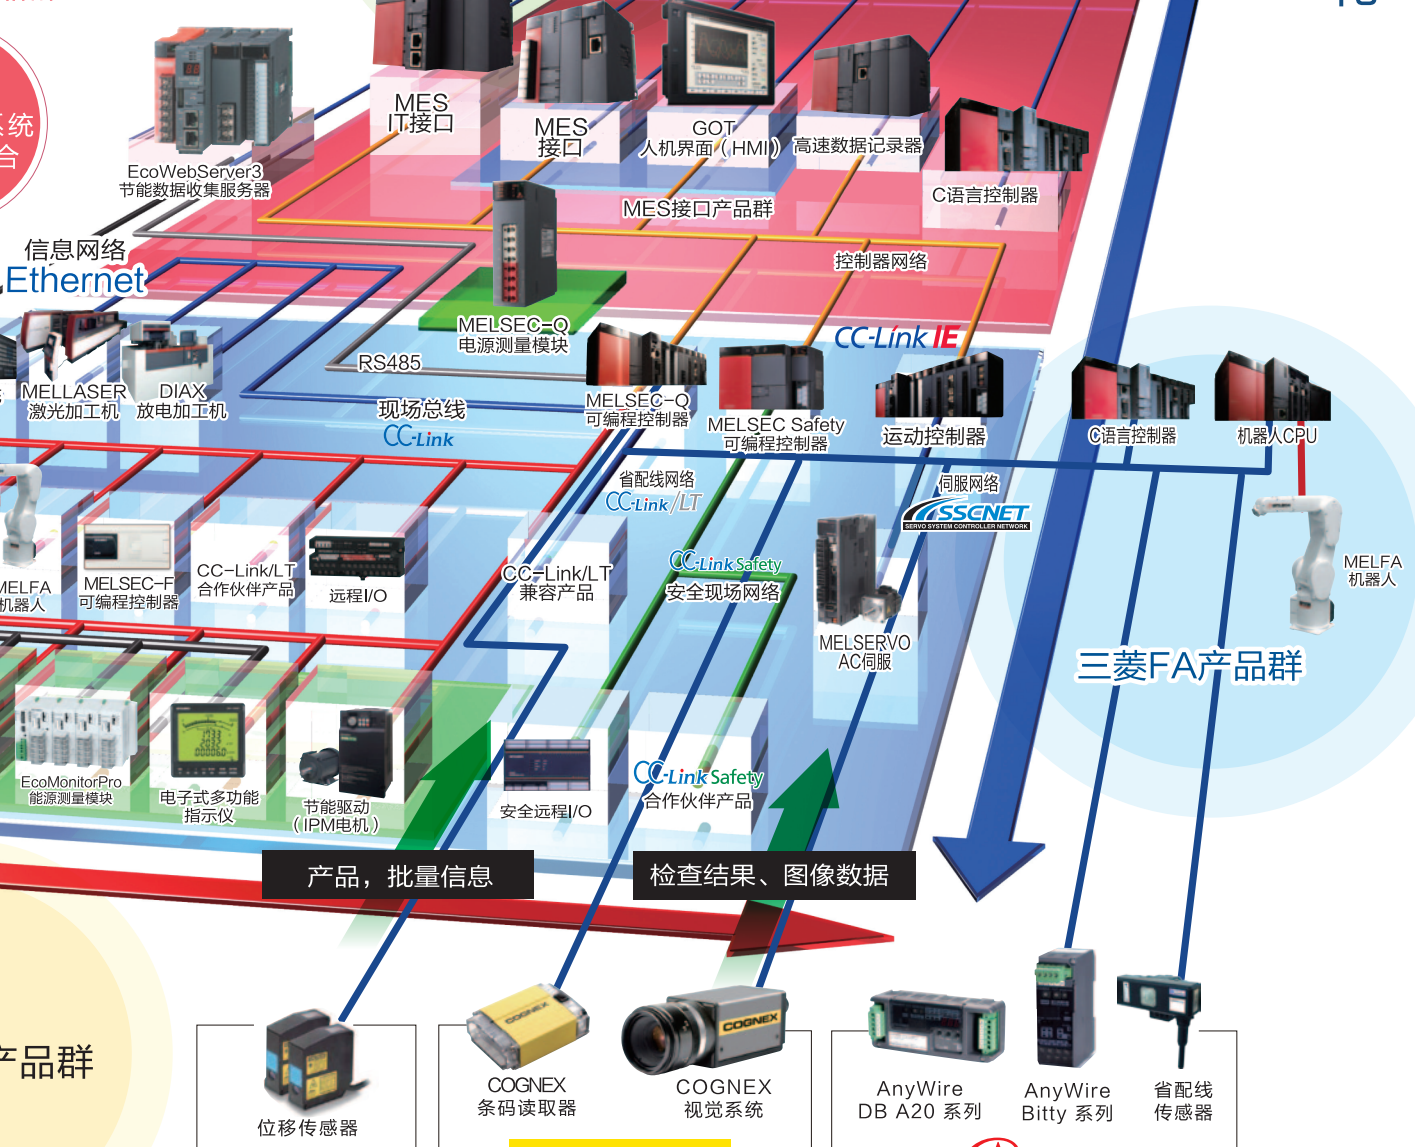 系统
合
MES
IT接口
MES
接口
GOT
人机界面（HMI）
高速数据记录器
C语言控制器
EcoWebServer3
节能数据收集服务器
MES接口产品群
控制器网络
信息网络
Ethernet
MELSEC-Q
电源测量模块
CC-Link IE
RS485
MELLASER
激光加工机
DIAX
放电加工机
现场总线
CC-Link
MELSEC-Q
可编程控制器
MELSEC Safety
可编程控制器
运动控制器
C语言控制器
机器人CPU
省配线网络
CC-Link/LT
伺服网络
SSCNET
SERVO SYSTEM CONTROLLER NETWORK
MELFA
机器人
MELFA
机器人
MELSEC-F
可编程控制器
CC-Link/LT
合作伙伴产品
远程I/O
CC-Link/LT
兼容产品
CC-Link Safety
安全现场网络
MELSERVO
AC伺服
三菱FA产品群
EcoMonitorPro
能源测量模块
电子式多功能
指示仪
节能驱动
（IPM电机）
安全远程I/O
CC-Link Safety
合作伙伴产品
产品，批量信息
检查结果、图像数据
产品群
位移传感器
COGNEX
COGNEX
条码读取器
COGNEX
COGNEX
视觉系统
AnyWire
DB A20 系列
AnyWire
Bitty 系列
省配线
传感器